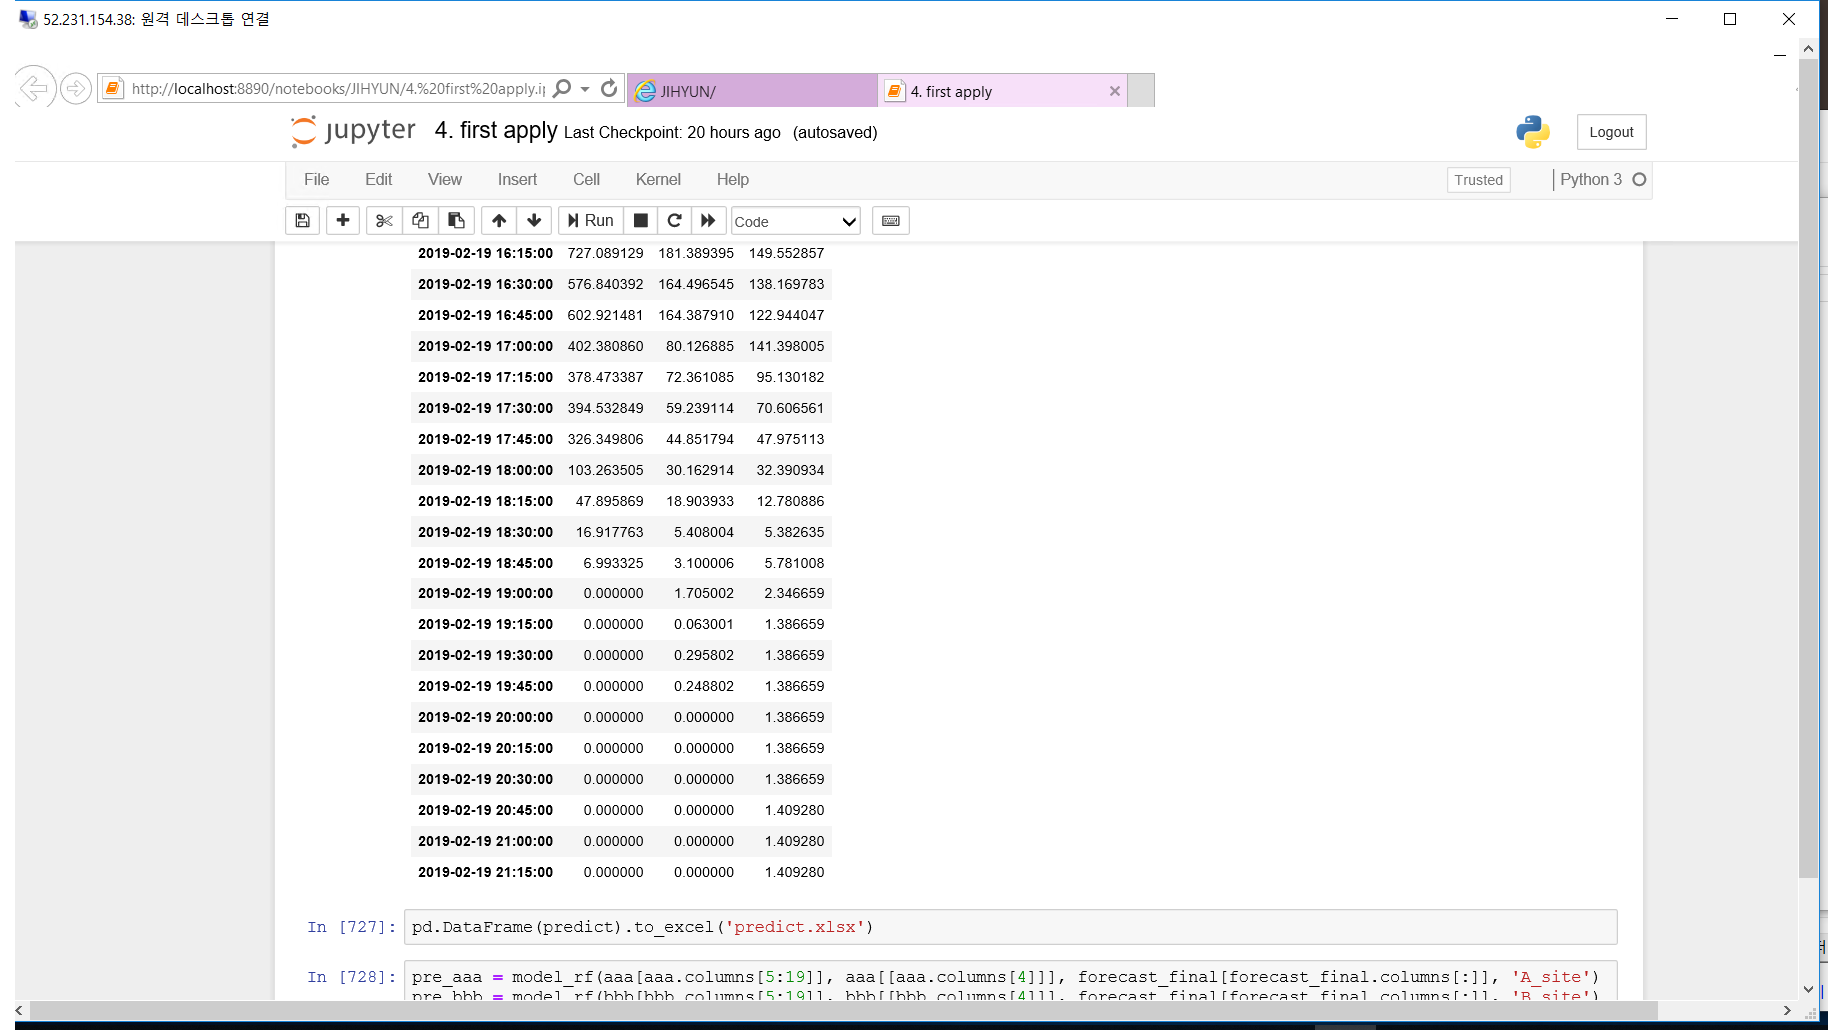 52.231.154.38: 원격 데스크톱 연결
http://localhost:8890/notebooks/JIHYUN/4.%20first%20apply.i
JIHYUN/
4. first apply
jupyter 4. first apply Last Checkpoint: 20 hours ago (autosaved)
Logout
File Edit View Insert Cell Kernel Help
Trusted
Python 3
Run
Code
2019-02-19 16:15:00 727.089129 181.389395 149.552857
2019-02-19 16:30:00 576.840392 164.496545 138.169783
2019-02-19 16:45:00 602.921481 164.387910 122.944047
2019-02-19 17:00:00 402.380860 80.126885 141.398005
2019-02-19 17:15:00 378.473387 72.361085 95.130182
2019-02-19 17:30:00 394.532849 59.239114 70.606561
2019-02-19 17:45:00 326.349806 44.851794 47.975113
2019-02-19 18:00:00 103.263505 30.162914 32.390934
2019-02-19 18:15:00 47.895869 18.903933 12.780886
2019-02-19 18:30:00 16.917763 5.408004 5.382635
2019-02-19 18:45:00 6.993325 3.100006 5.781008
2019-02-19 19:00:00 0.000000 1.705002 2.346659
2019-02-19 19:15:00 0.000000 0.063001 1.386659
2019-02-19 19:30:00 0.000000 0.295802 1.386659
2019-02-19 19:45:00 0.000000 0.248802 1.386659
2019-02-19 20:00:00 0.000000 0.000000 1.386659
2019-02-19 20:15:00 0.000000 0.000000 1.386659
2019-02-19 20:30:00 0.000000 0.000000 1.386659
2019-02-19 20:45:00 0.000000 0.000000 1.409280
2019-02-19 21:00:00 0.000000 0.000000 1.409280
2019-02-19 21:15:00 0.000000 0.000000 1.409280
In [727]: pd.DataFrame(predict).to_excel('predict.xlsx')
In [728]: pre_aaa = model_rf(aaa[aaa.columns[5:19]], aaa[[aaa.columns[4]]], forecast_final[forecast_final.columns[:]], 'A_site')
pre_bbb = model_rf(bbb[bbb.columns[5:19]], bbb[[bbb.columns[4]]], forecast_final[forecast_final.columns[:]], 'B_site')